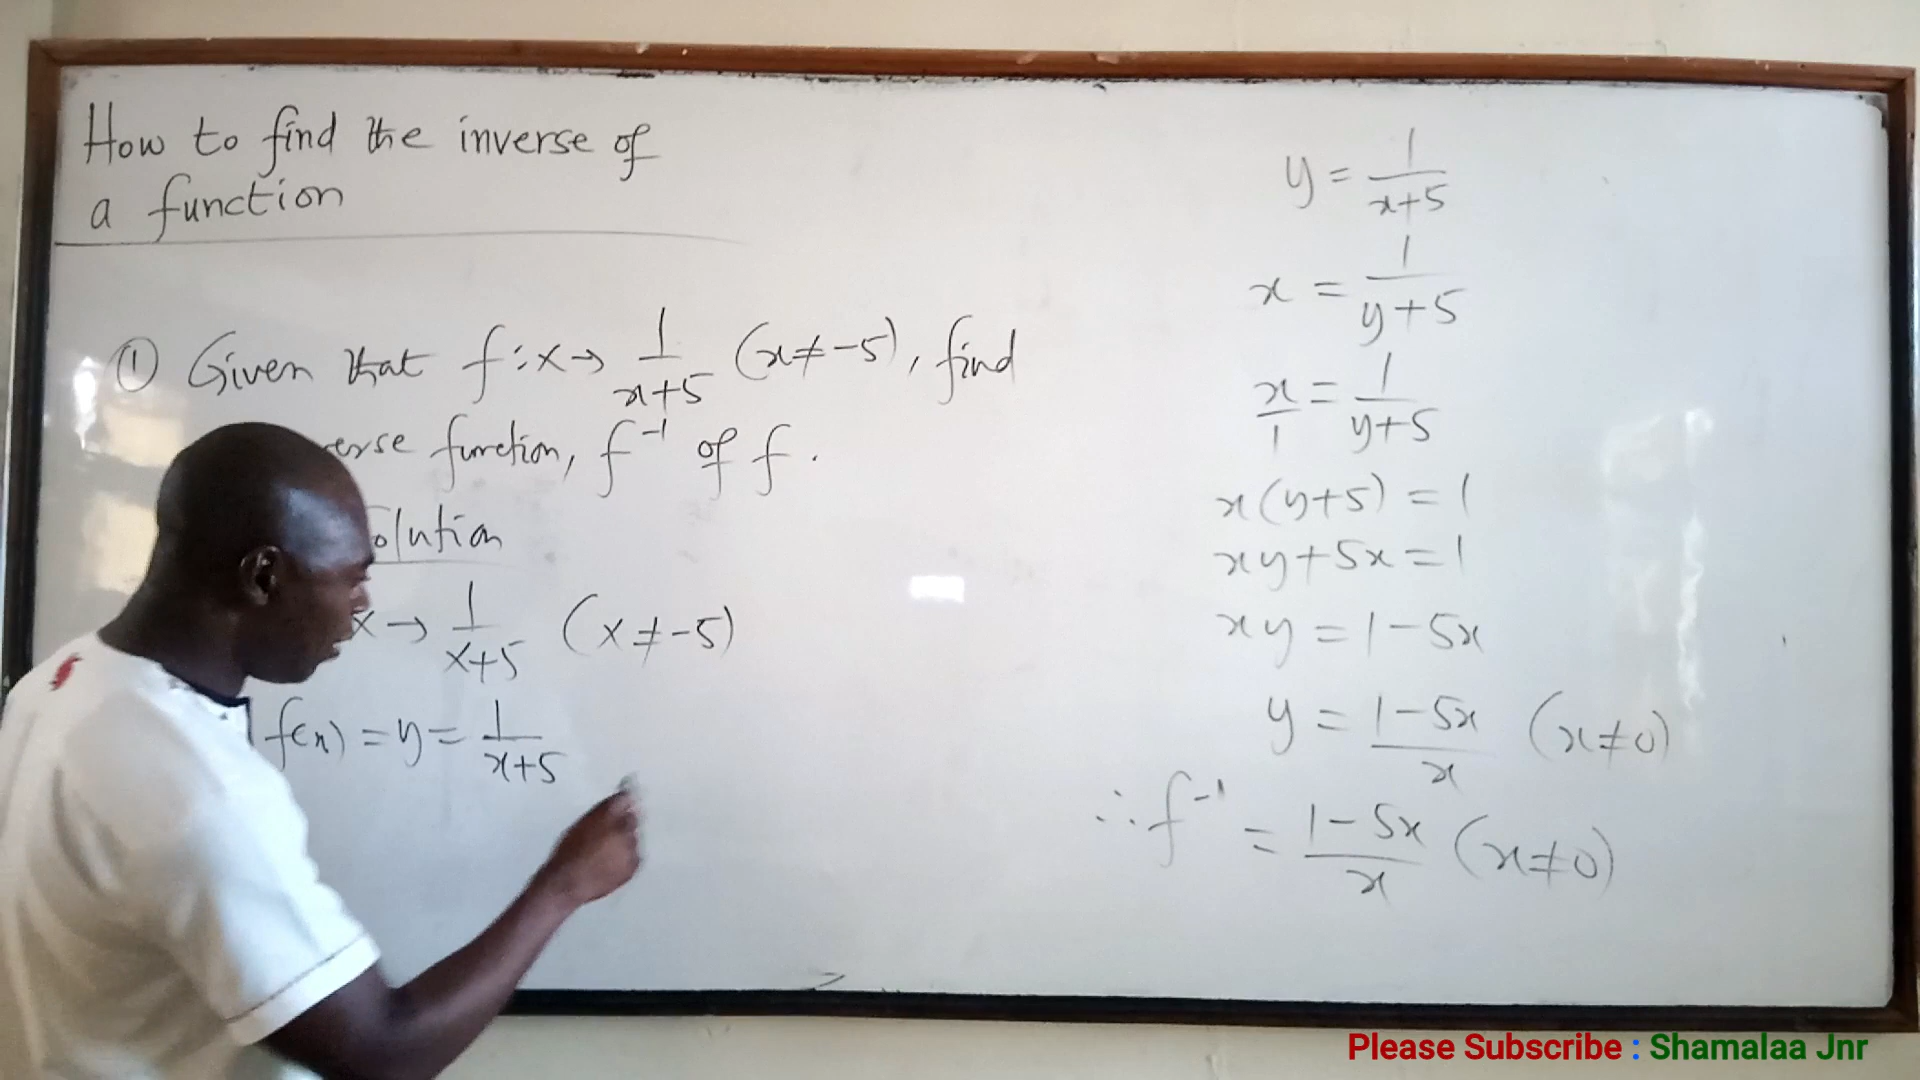 How to find the inverse of
a function
① Given that f:x→ 1/(x+5) (x≠-5), find
function, f⁻¹ of f.
x → 1/(x+5) (x≠-5)
f(x) = y = 1/(x+5)
y = 1/(x+5)
x = 1/(y+5)
x/1 = 1/(y+5)
x(y+5) = 1
xy+5x=1
xy = 1-5x
y = (1-5x)/x (x≠0)
∴ f⁻¹ = (1-5x)/x (x≠0)
Please Subscribe : Shamalaa Jnr